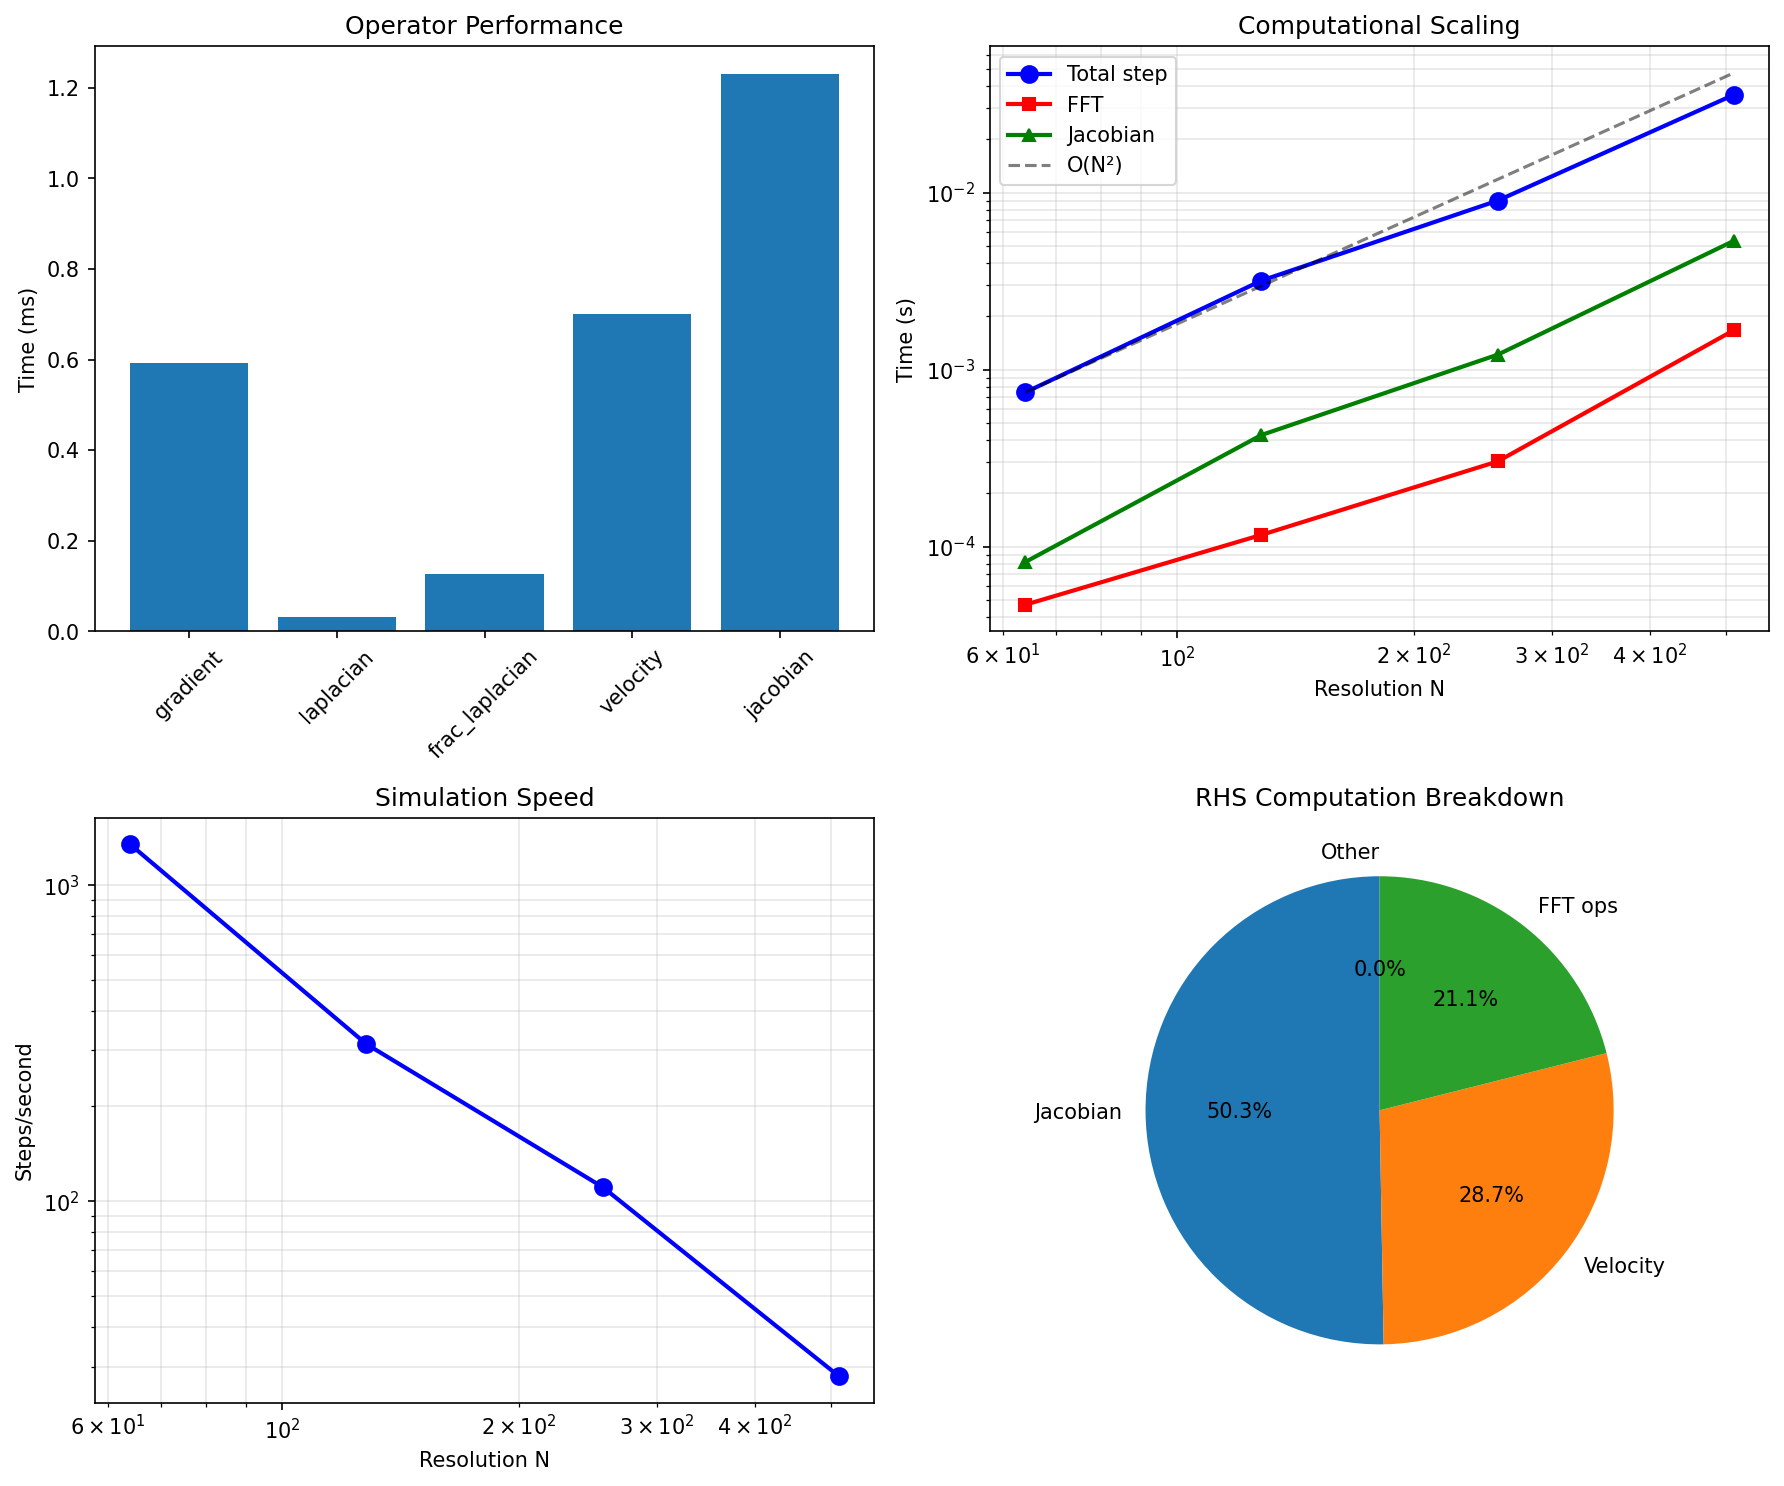 Operator Performance
Time (ms)
1.2
1.0
0.8
0.6
0.4
0.2
0.0
gradient
laplacian
frac_laplacian
velocity
jacobian
Computational Scaling
Total step
FFT
Jacobian
O(N²)
Time (s)
10⁻²
10⁻³
10⁻⁴
6 × 10¹
10²
2 × 10²
3 × 10²
4 × 10²
Resolution N
Simulation Speed
Steps/second
10³
10²
6 × 10¹
10²
2 × 10²
3 × 10²
4 × 10²
Resolution N
RHS Computation Breakdown
Other
FFT ops
0.0%
21.1%
Jacobian
50.3%
28.7%
Velocity